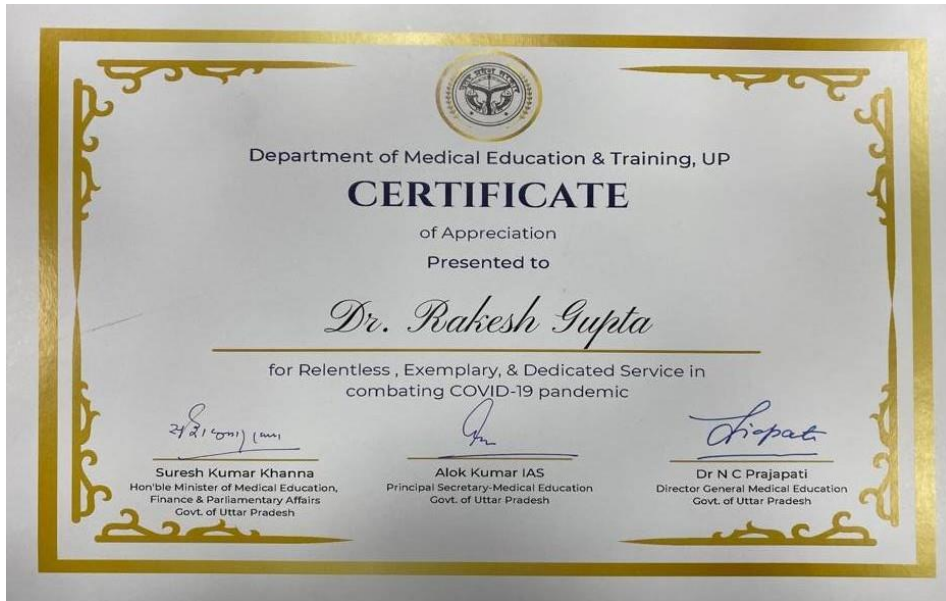 Department of Medical Education & Training, UP
CERTIFICATE
of Appreciation
Presented to
Dr. Rakesh Gupta
for Relentless , Exemplary, & Dedicated Service in
combating COVID-19 pandemic
Suresh Kumar Khanna
Hon'ble Minister of Medical Education,
Finance & Parliamentary Affairs
Govt. of Uttar Pradesh
Alok Kumar IAS
Principal Secretary-Medical Education
Govt. of Uttar Pradesh
Dr N C Prajapati
Director General Medical Education
Govt. of Uttar Pradesh